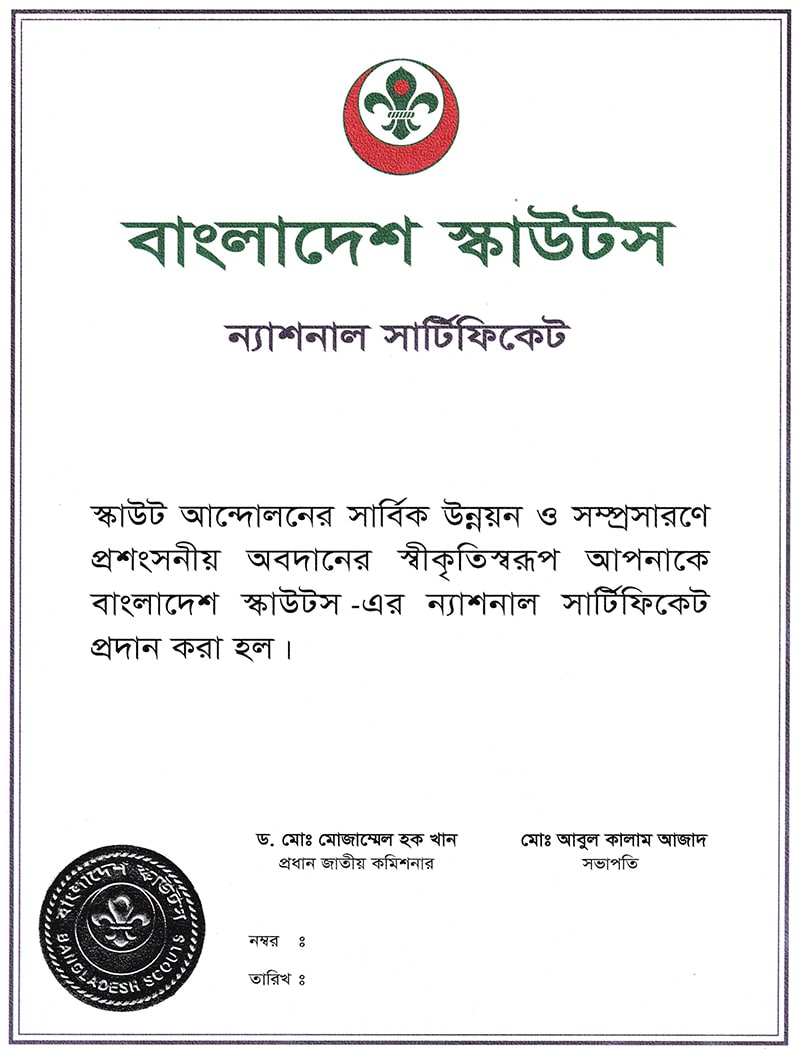 বাংলাদেশ স্কাউটস
ন্যাশনাল সার্টিফিকেট
স্কাউট আন্দোলনের সার্বিক উন্নয়ন ও সম্প্রসারণে
প্রশংসনীয় অবদানের স্বীকৃতিস্বরূপ আপনাকে
বাংলাদেশ স্কাউটস -এর ন্যাশনাল সার্টিফিকেট
প্রদান করা হল।
ড. মোঃ মোজাম্মেল হক খান
প্রধান জাতীয় কমিশনার
মোঃ আবুল কালাম আজাদ
সভাপতি
বাংলাদেশ স্কাউটস
BANGLADESH SCOUTS
নম্বর ঃ
তারিখ ঃ